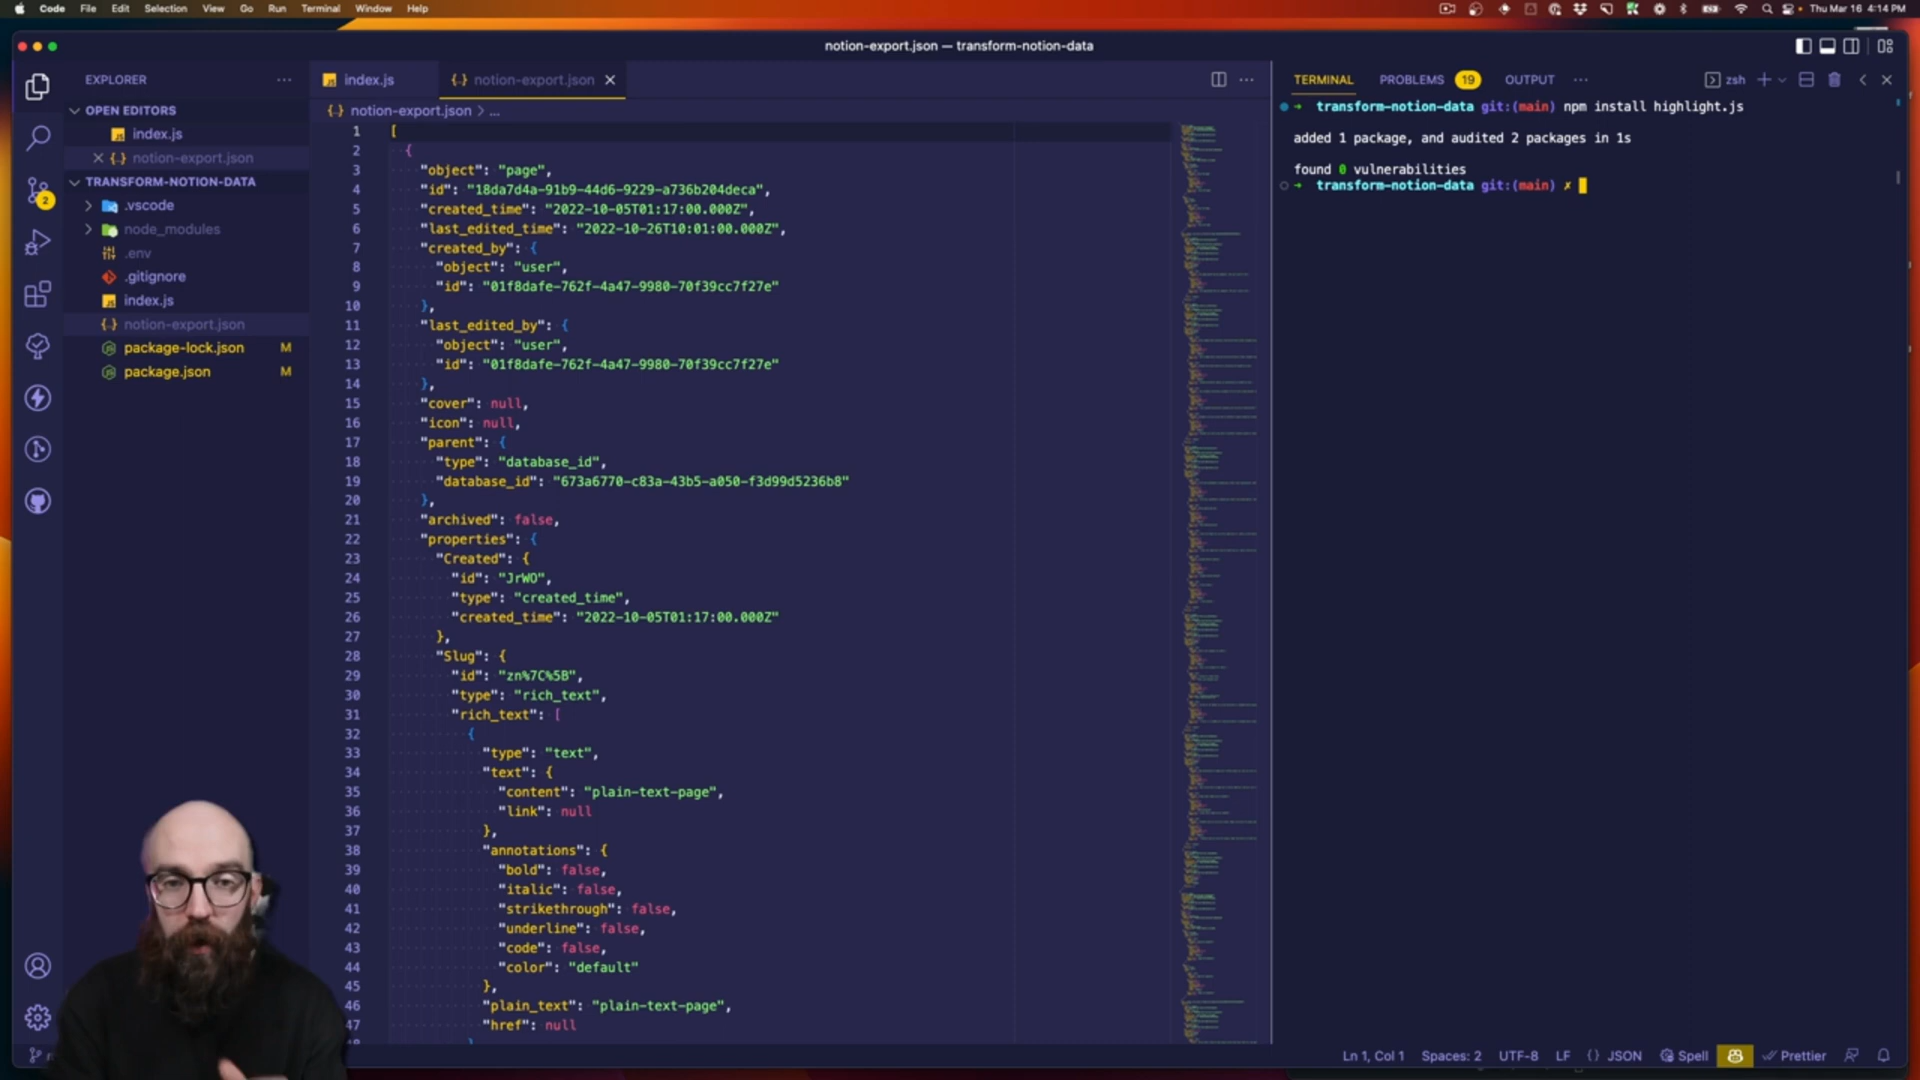 Code File Edit Selection View Go Run Terminal Window Help
Thu Mar 16 4:14 PM
notion-export.json — transform-notion-data
EXPLORER
OPEN EDITORS
index.js
notion-export.json
TRANSFORM-NOTION-DATA
.vscode
node_modules
.env
.gitignore
index.js
notion-export.json
package-lock.json M
package.json M
2
index.js
{..} notion-export.json
{..} notion-export.json > ...
1 [
2 {
3 "object": "page",
4 "id": "18da7d4a-91b9-44d6-9229-a736b204deca",
5 "created_time": "2022-10-05T01:17:00.000Z",
6 "last_edited_time": "2022-10-26T10:01:00.000Z",
7 "created_by": {
8 "object": "user",
9 "id": "01f8dafe-762f-4a47-9980-70f39cc7f27e"
10 },
11 "last_edited_by": {
12 "object": "user",
13 "id": "01f8dafe-762f-4a47-9980-70f39cc7f27e"
14 },
15 "cover": null,
16 "icon": null,
17 "parent": {
18 "type": "database_id",
19 "database_id": "673a6770-c83a-43b5-a050-f3d99d5236b8"
20 },
21 "archived": false,
22 "properties": {
23 "Created": {
24 "id": "JrWO",
25 "type": "created_time",
26 "created_time": "2022-10-05T01:17:00.000Z"
27 },
28 "Slug": {
29 "id": "zn%7C%5B",
30 "type": "rich_text",
31 "rich_text": [
32 {
33 "type": "text",
34 "text": {
35 "content": "plain-text-page",
36 "link": null
37 },
38 "annotations": {
39 "bold": false,
40 "italic": false,
41 "strikethrough": false,
42 "underline": false,
43 "code": false,
44 "color": "default"
45 },
46 "plain_text": "plain-text-page",
47 "href": null
TERMINAL PROBLEMS 19 OUTPUT
zsh
transform-notion-data git:(main) npm install highlight.js
added 1 package, and audited 2 packages in 1s
found 0 vulnerabilities
transform-notion-data git:(main) ✗
Ln 1, Col 1 Spaces: 2 UTF-8 LF {} JSON Spell Prettier